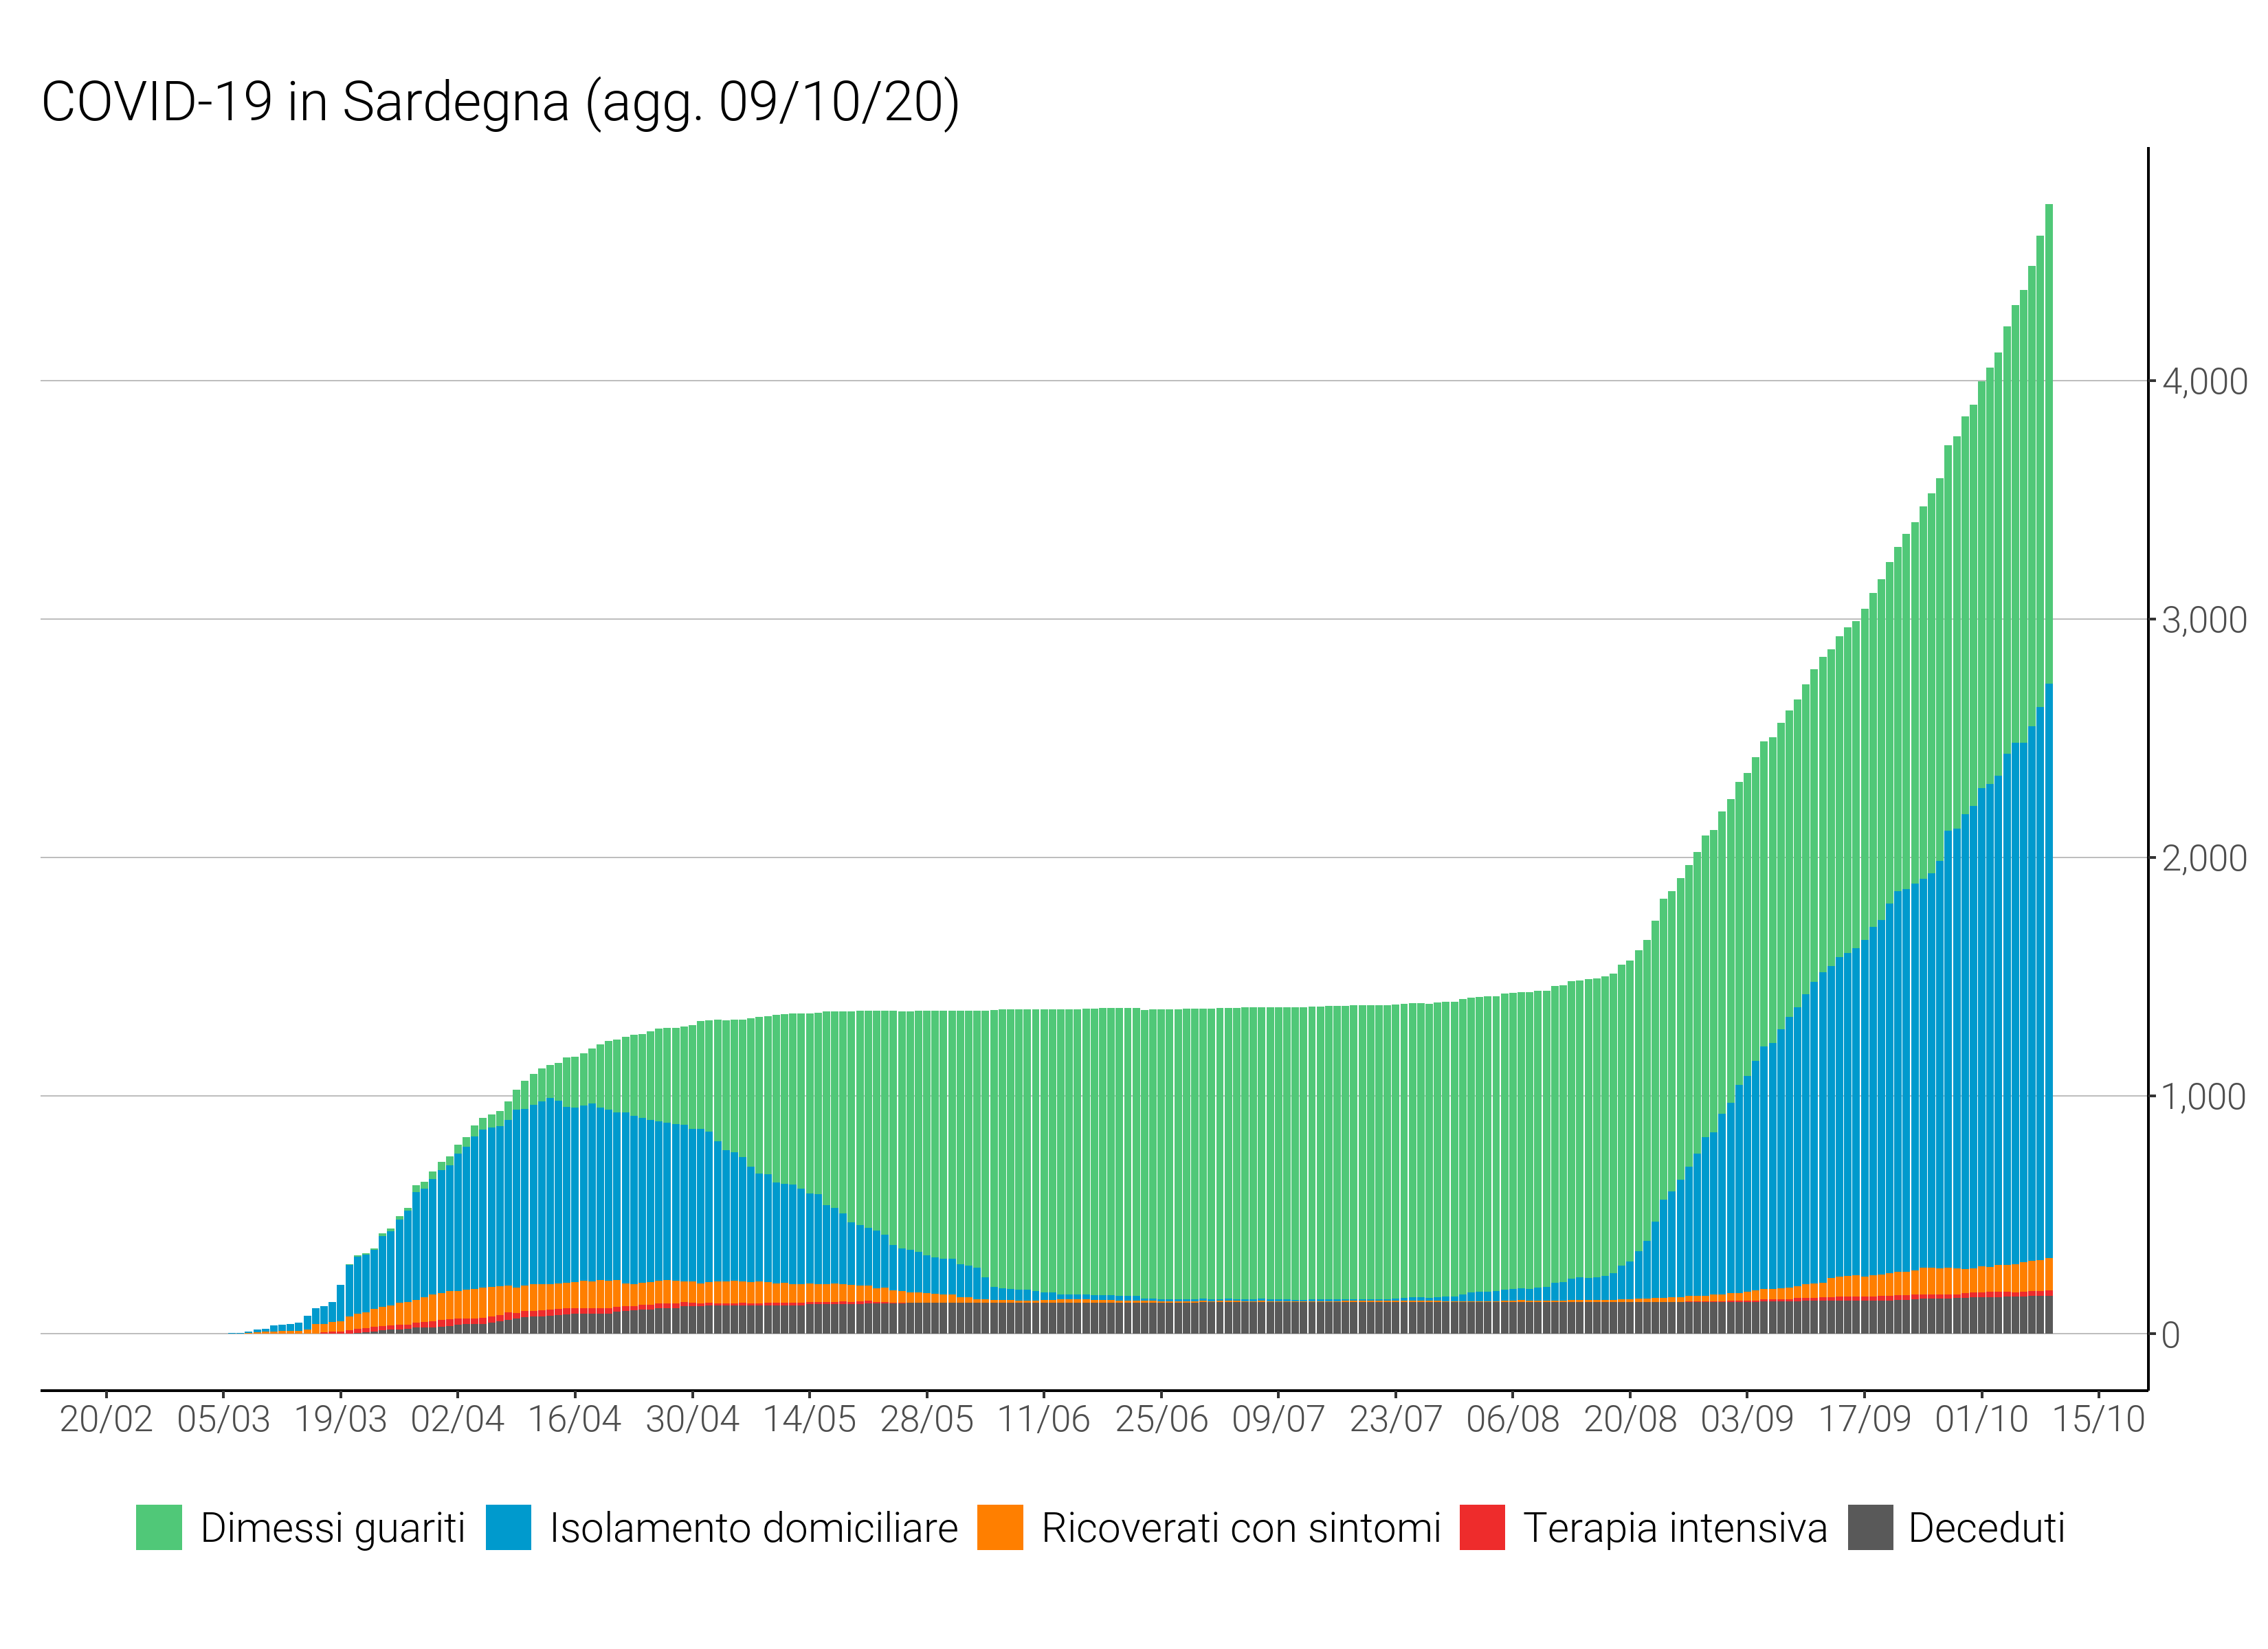 COVID-19 in Sardegna (agg. 09/10/20)
4,000
3,000
2,000
1,000
0
20/02 05/03 19/03 02/04 16/04 30/04 14/05 28/05 11/06 25/06 09/07 23/07 06/08 20/08 03/09 17/09 01/10 15/10
Dimessi guariti Isolamento domiciliare Ricoverati con sintomi Terapia intensiva Deceduti